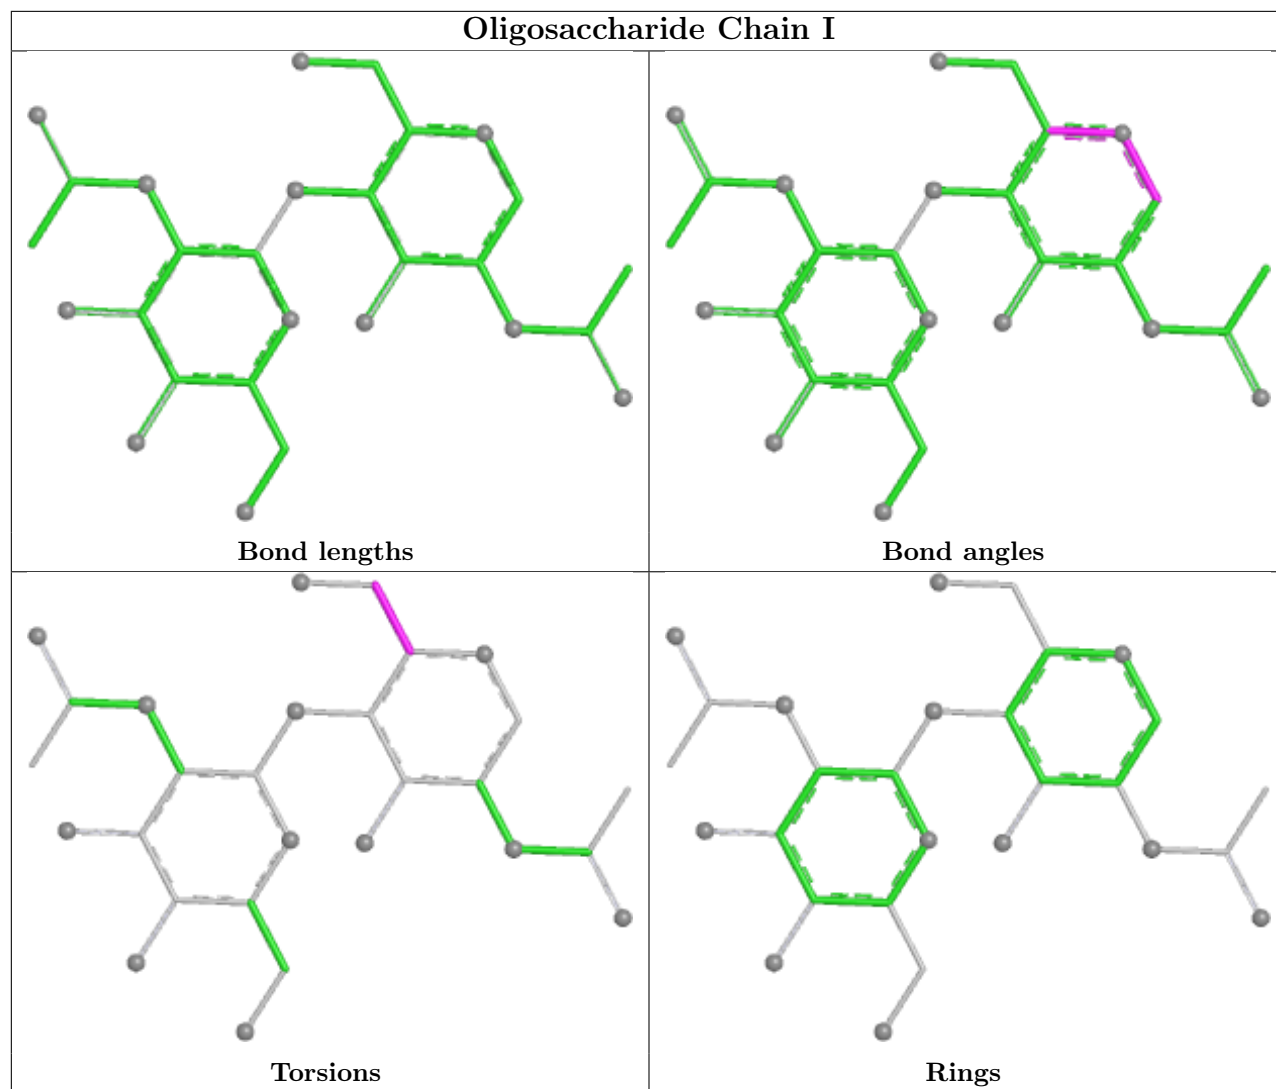 Oligosaccharide Chain I
Bond lengths
Bond angles
Torsions
Rings